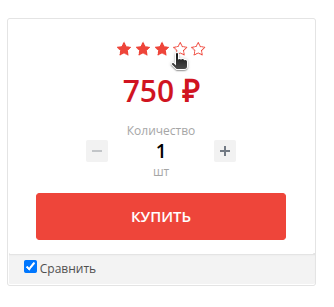 750 ₽
Количество
− 1 +
шт
КУПИТЬ
Сравнить